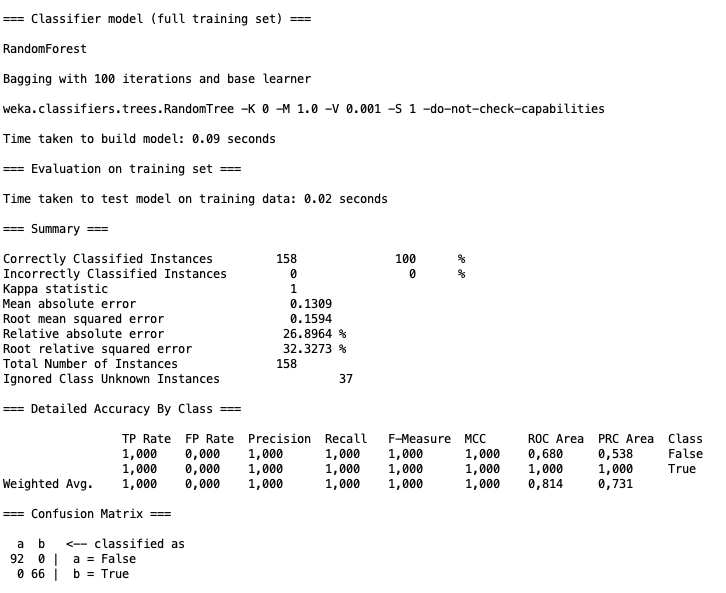 === Classifier model (full training set) ===
RandomForest
Bagging with 100 iterations and base learner
weka.classifiers.trees.RandomTree -K 0 -M 1.0 -V 0.001 -S 1 -do-not-check-capabilities
Time taken to build model: 0.09 seconds
=== Evaluation on training set ===
Time taken to test model on training data: 0.02 seconds
=== Summary ===
Correctly Classified Instances 158 100 %
Incorrectly Classified Instances 0 0 %
Kappa statistic 1
Mean absolute error 0.1309
Root mean squared error 0.1594
Relative absolute error 26.8964 %
Root relative squared error 32.3273 %
Total Number of Instances 158
Ignored Class Unknown Instances 37
=== Detailed Accuracy By Class ===
TP Rate FP Rate Precision Recall F-Measure MCC ROC Area PRC Area Class
1,000 0,000 1,000 1,000 1,000 1,000 0,680 0,538 False
1,000 0,000 1,000 1,000 1,000 1,000 1,000 1,000 True
Weighted Avg. 1,000 0,000 1,000 1,000 1,000 1,000 0,814 0,731
=== Confusion Matrix ===
a b <-- classified as
92 0 | a = False
0 66 | b = True